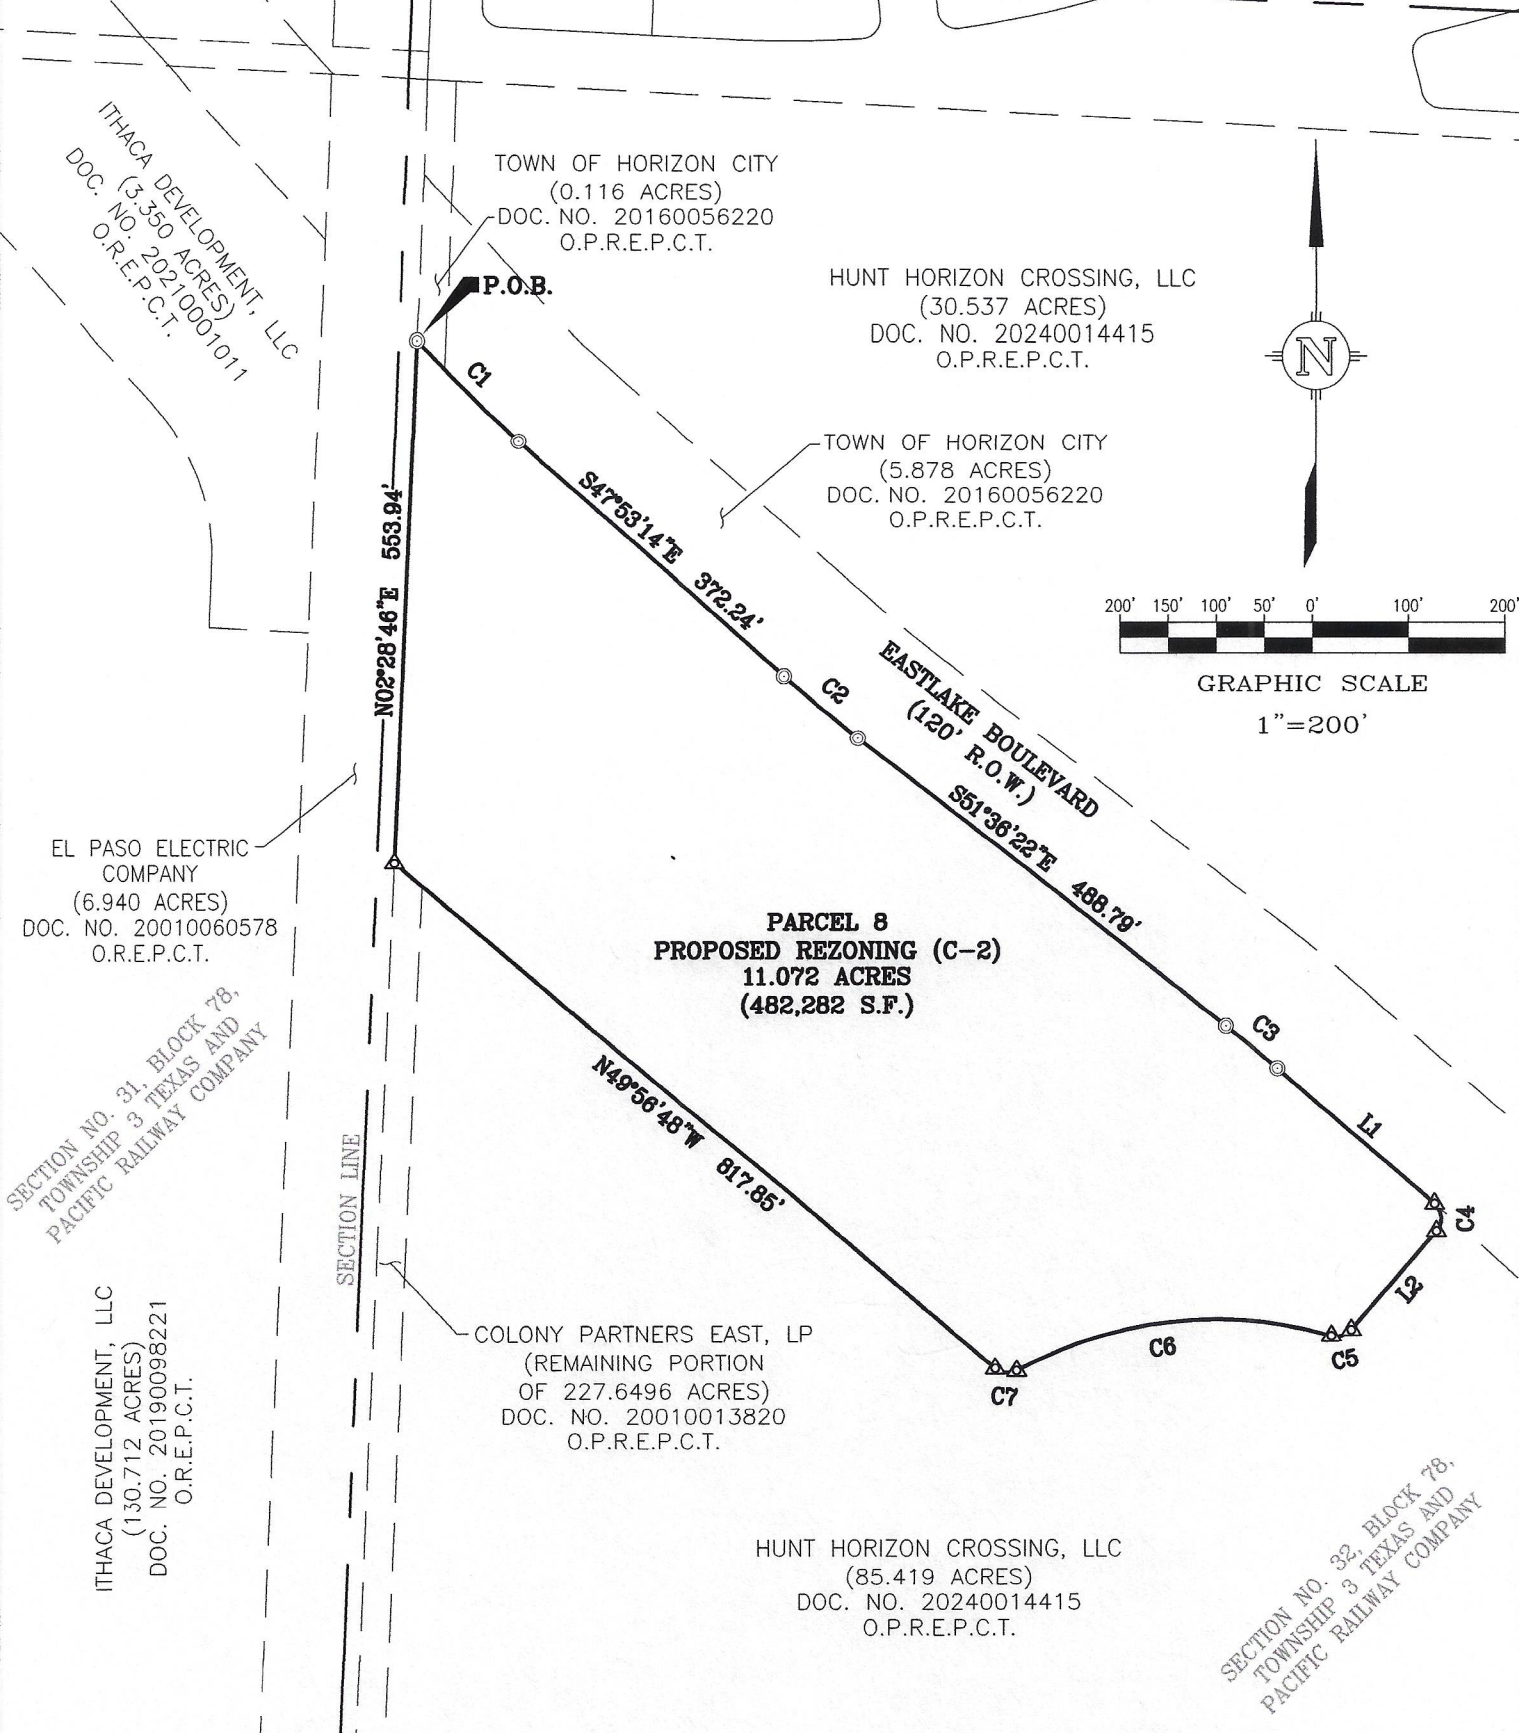 TOWN OF HORIZON CITY
(0.116 ACRES)
DOC. NO. 20160056220
O.P.R.E.P.C.T.
ITHACA DEVELOPMENT, LLC
(3.350 ACRES)
DOC. NO. 20210001011
O.R.E.P.C.T.
P.O.B.
HUNT HORIZON CROSSING, LLC
(30.537 ACRES)
DOC. NO. 20240014415
O.P.R.E.P.C.T.
N
C1
TOWN OF HORIZON CITY
(5.878 ACRES)
DOC. NO. 20160056220
O.P.R.E.P.C.T.
S47°53'14"E 372.24'
N02°28'46"E 553.94'
200' 150' 100' 50' 0' 100' 200'
GRAPHIC SCALE
1"=200'
C2
EASTLAKE BOULEVARD
(120' R.O.W.)
S51°36'22"E 488.79'
EL PASO ELECTRIC
COMPANY
(6.940 ACRES)
DOC. NO. 20010060578
O.R.E.P.C.T.
PARCEL 8
PROPOSED REZONING (C-2)
11.072 ACRES
(482,282 S.F.)
C3
SECTION NO. 31, BLOCK 78,
TOWNSHIP 3 TEXAS AND
PACIFIC RAILWAY COMPANY
N49°56'48"W 817.85'
L1
SECTION LINE
C4
L2
C5
C6
C7
COLONY PARTNERS EAST, LP
(REMAINING PORTION
OF 227.6496 ACRES)
DOC. NO. 20010013820
O.P.R.E.P.C.T.
ITHACA DEVELOPMENT, LLC
(130.712 ACRES)
DOC. NO. 20190098221
O.R.E.P.C.T.
HUNT HORIZON CROSSING, LLC
(85.419 ACRES)
DOC. NO. 20240014415
O.P.R.E.P.C.T.
SECTION NO. 32, BLOCK 78,
TOWNSHIP 3 TEXAS AND
PACIFIC RAILWAY COMPANY